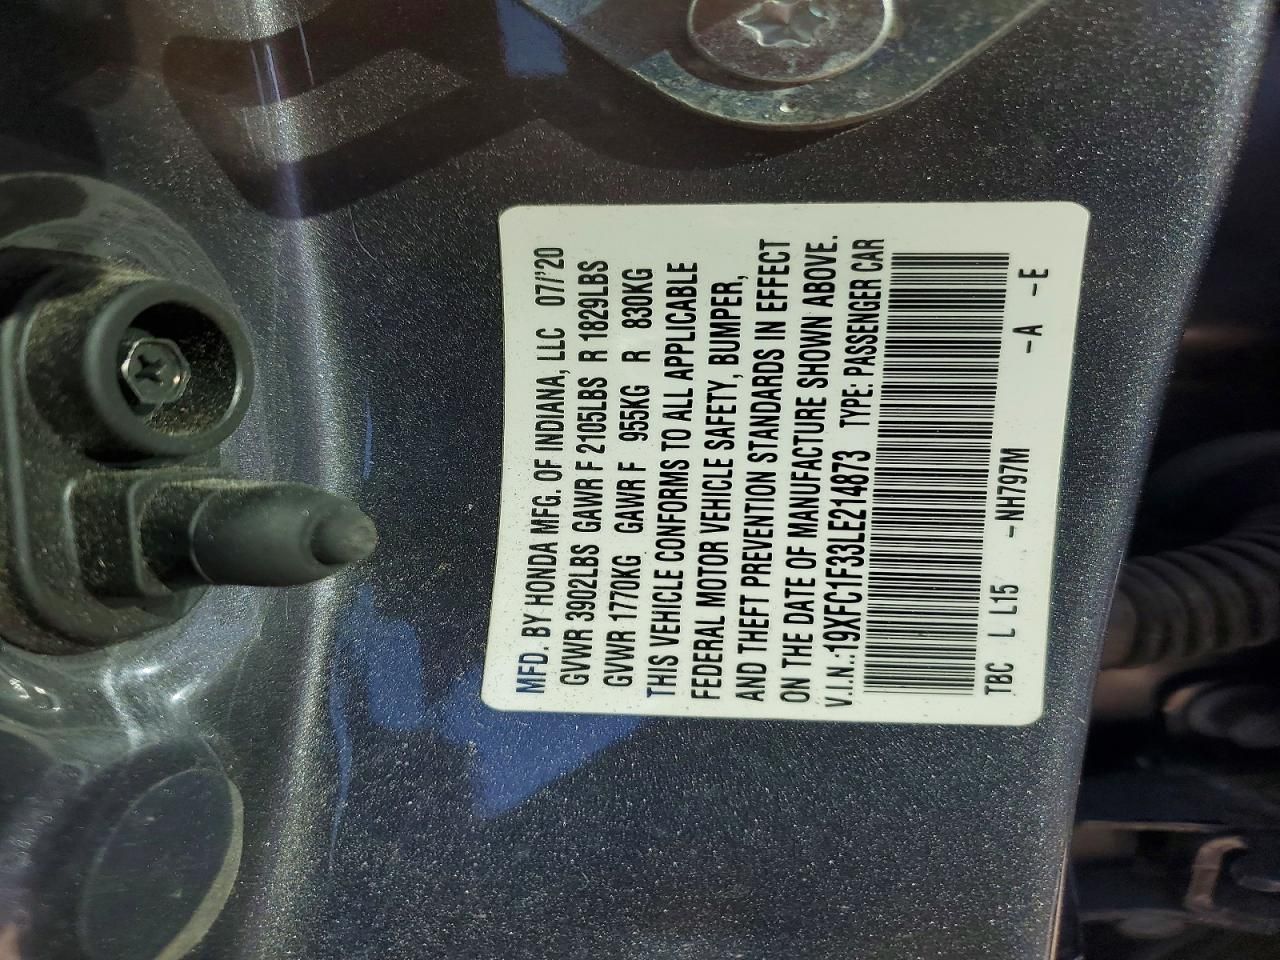 MFD. BY HONDA MFG. OF INDIANA, LLC 07/'20
GVWR 3902LBS GAWR F 2105LBS R 1829LBS
GVWR 1770KG GAWR F 955KG R 830KG
THIS VEHICLE CONFORMS TO ALL APPLICABLE
FEDERAL MOTOR VEHICLE SAFETY, BUMPER,
AND THEFT PREVENTION STANDARDS IN EFFECT
ON THE DATE OF MANUFACTURE SHOWN ABOVE.
V.I.N.:19XFC1F33LE214873 TYPE: PASSENGER CAR
TBC L L15 -NH797M -A -E